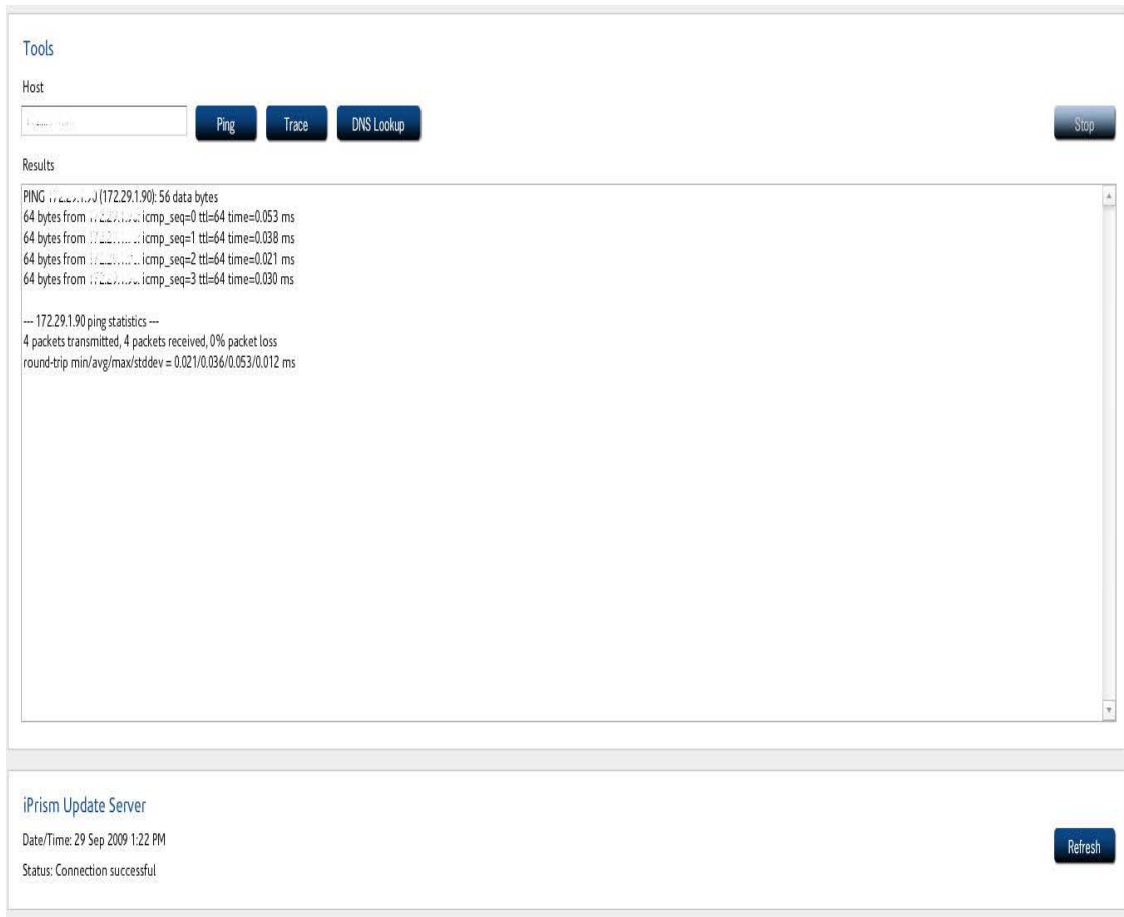 Tools
Host
Ping
Trace
DNS Lookup
Stop
Results
PING (172.29.1.90): 56 data bytes
64 bytes from icmp_seq=0 ttl=64 time=0.053 ms
64 bytes from icmp_seq=1 ttl=64 time=0.038 ms
64 bytes from icmp_seq=2 ttl=64 time=0.021 ms
64 bytes from icmp_seq=3 ttl=64 time=0.030 ms
--- 172.29.1.90 ping statistics ---
4 packets transmitted, 4 packets received, 0% packet loss
round-trip min/avg/max/stddev = 0.021/0.036/0.053/0.012 ms
iPrism Update Server
Date/Time: 29 Sep 2009 1:22 PM
Refresh
Status: Connection successful